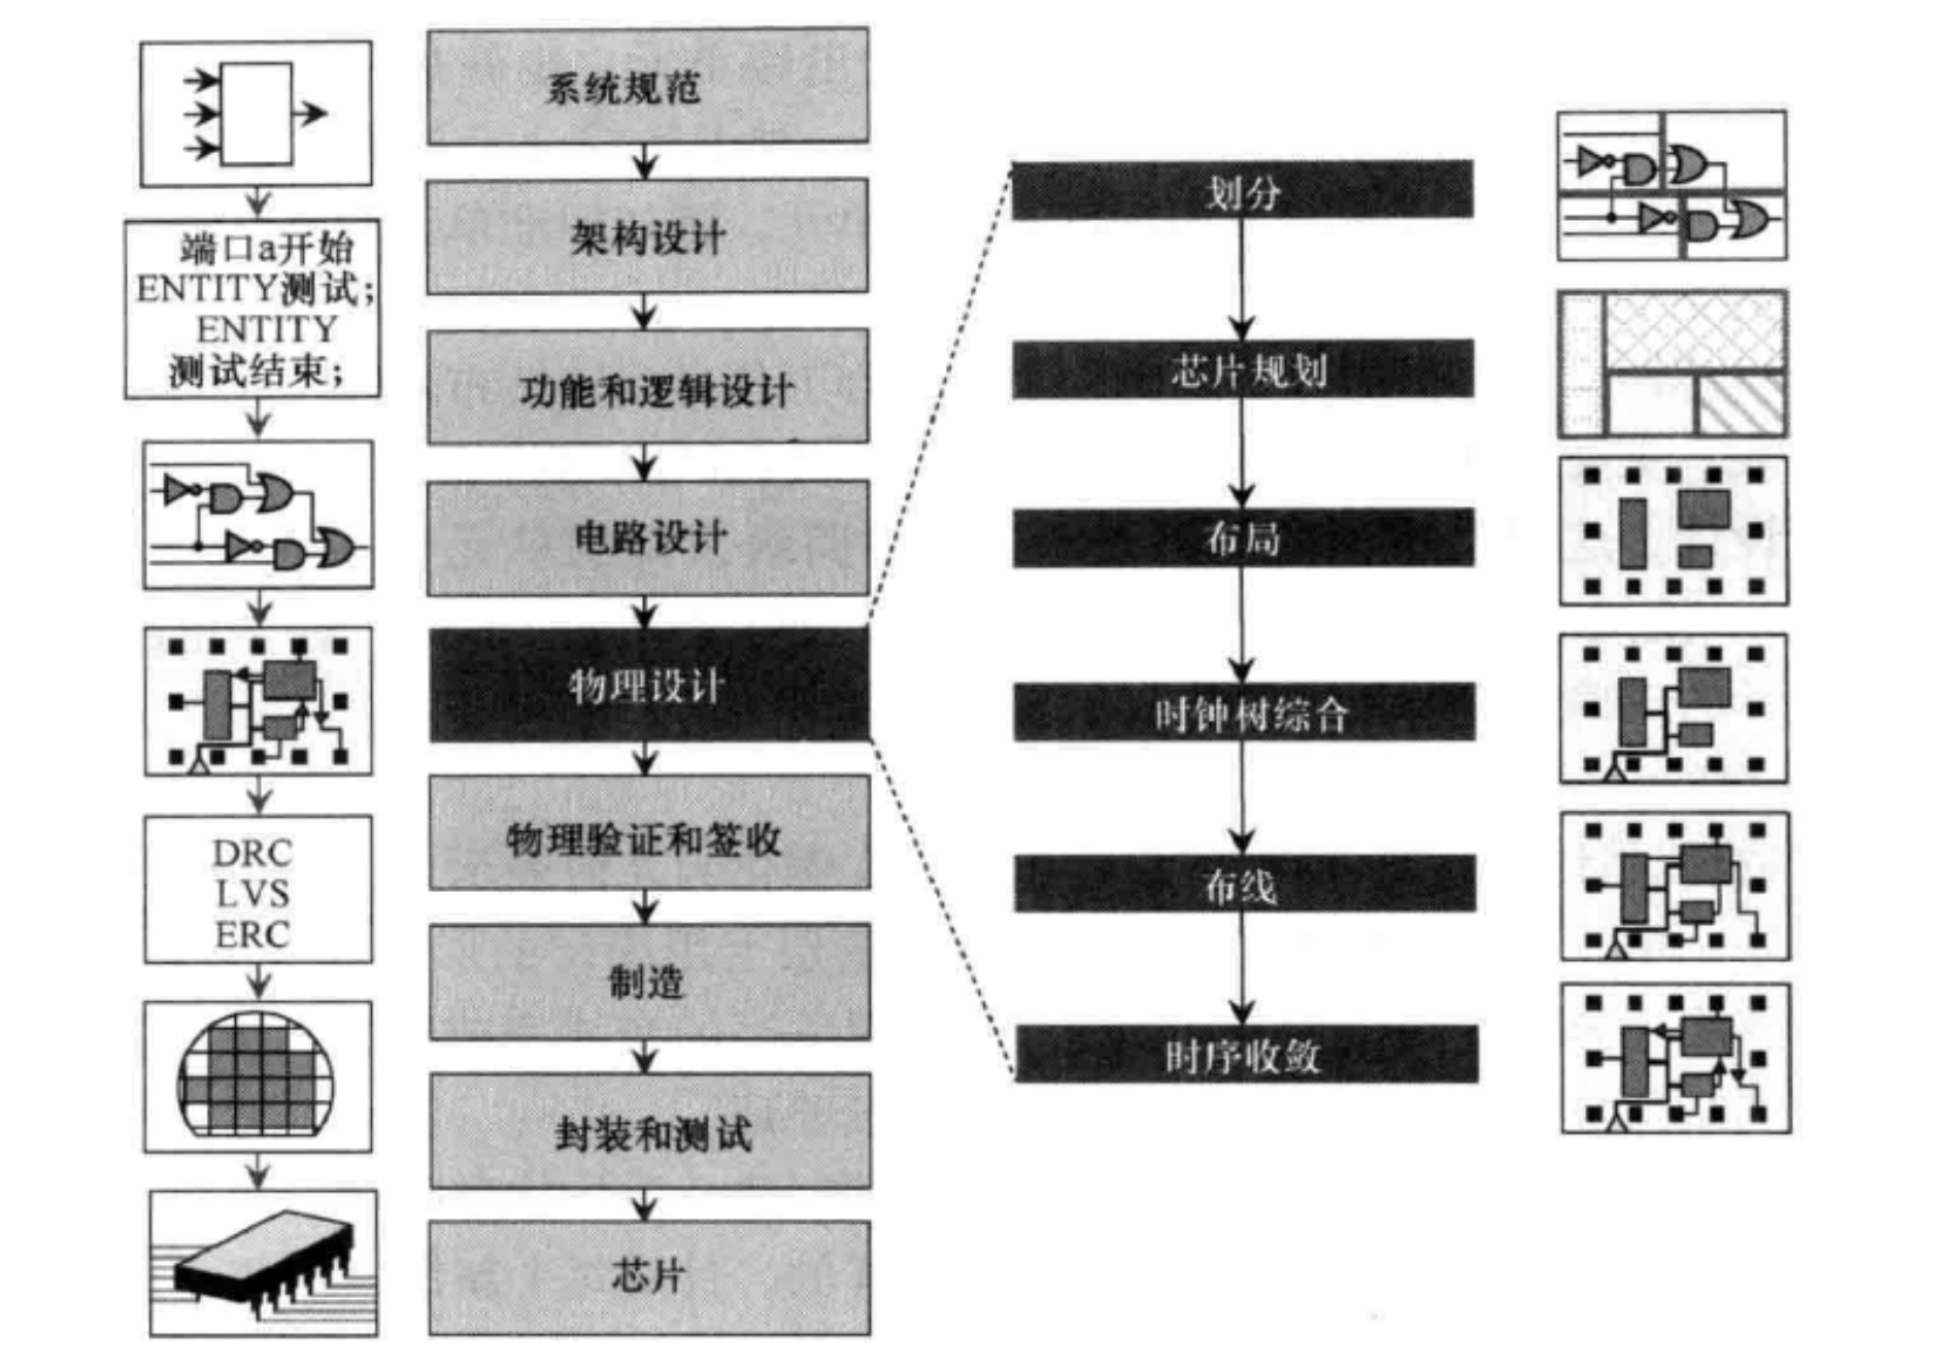 端口a开始
ENTITY测试;
ENTITY
测试结束;
DRC
LVS
ERC
系统规范
架构设计
功能和逻辑设计
电路设计
物理设计
物理验证和签收
制造
封装和测试
芯片
划分
芯片规划
布局
时钟树综合
布线
时序收敛